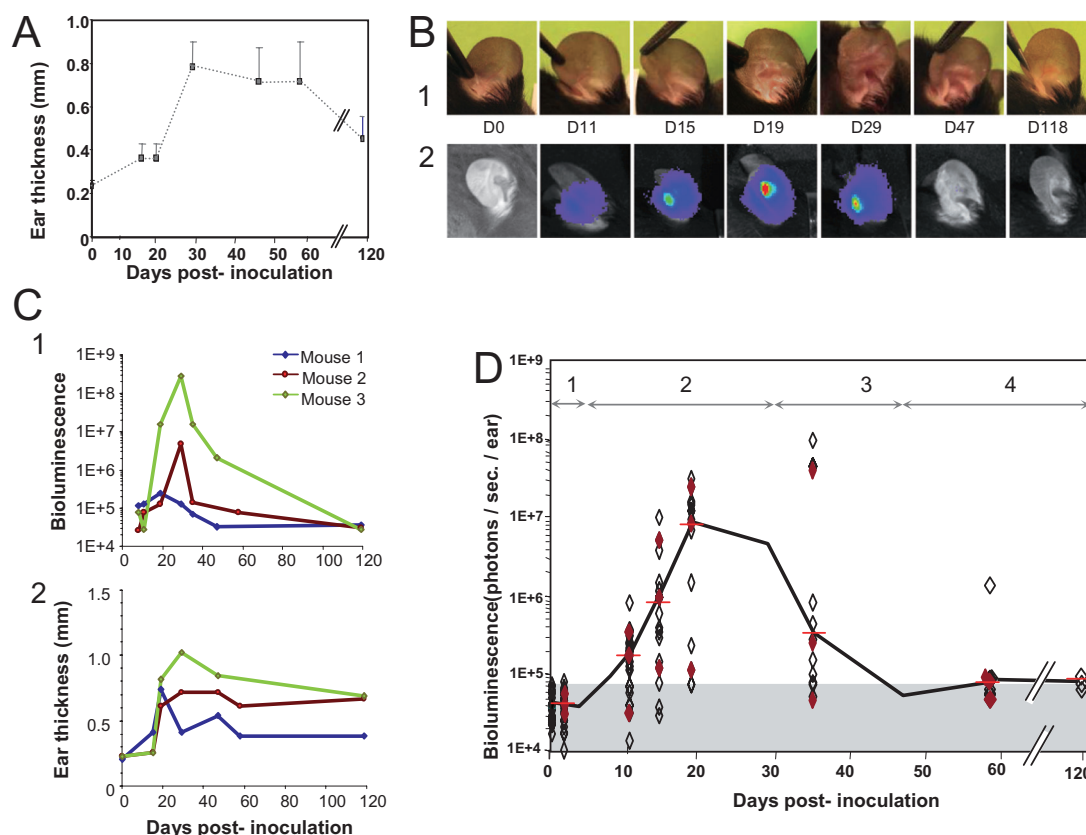 A
Ear thickness (mm)
1.0
0.8
0.6
0.4
0.2
0
0 10 20 30 40 50 60 120
Days post- inoculation
B
1
D0 D11 D15 D19 D29 D47 D118
2
C
1
Bioluminescence
1E+9
1E+8
1E+7
1E+6
1E+5
1E+4
0 20 40 60 80 100 120
Mouse 1
Mouse 2
Mouse 3
2
Ear thickness (mm)
1.5
1.0
0.5
0
0 20 40 60 80 100 120
Days post- inoculation
D
Bioluminescence(photons / sec. / ear)
1E+9
1E+8
1E+7
1E+6
1E+5
1E+4
1 2 3 4
0 10 20 30 40 50 60 120
Days post- inoculation